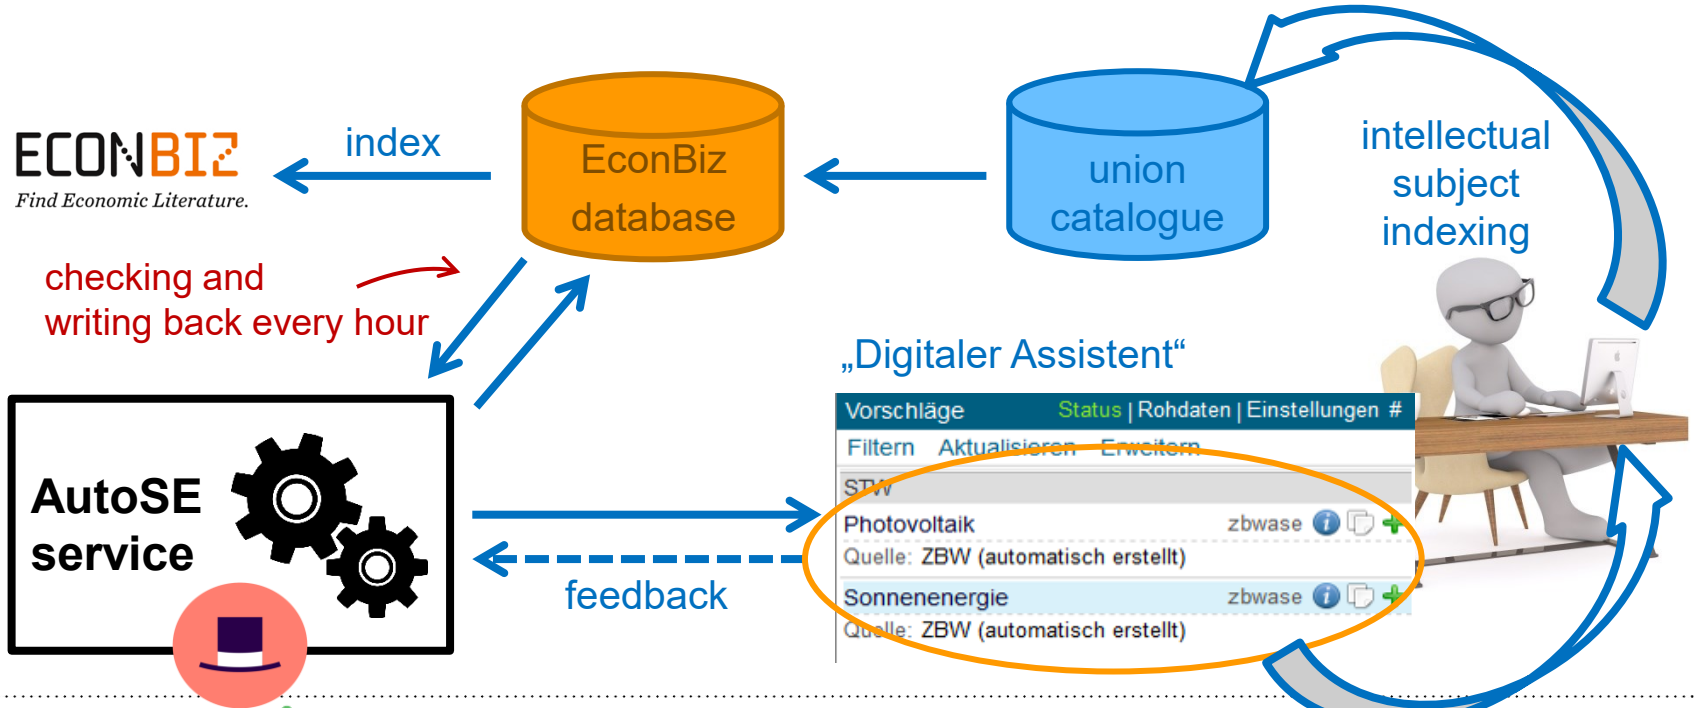 ECONBIZ
Find Economic Literature.
index
EconBiz
database
union
catalogue
intellectual
subject
indexing
checking and
writing back every hour
„Digitaler Assistent“
Vorschläge Status | Rohdaten | Einstellungen #
Filtern Aktualisieren Erweitern
STW
Photovoltaik zbwase
Quelle: ZBW (automatisch erstellt)
Sonnenenergie zbwase
Quelle: ZBW (automatisch erstellt)
AutoSE
service
feedback